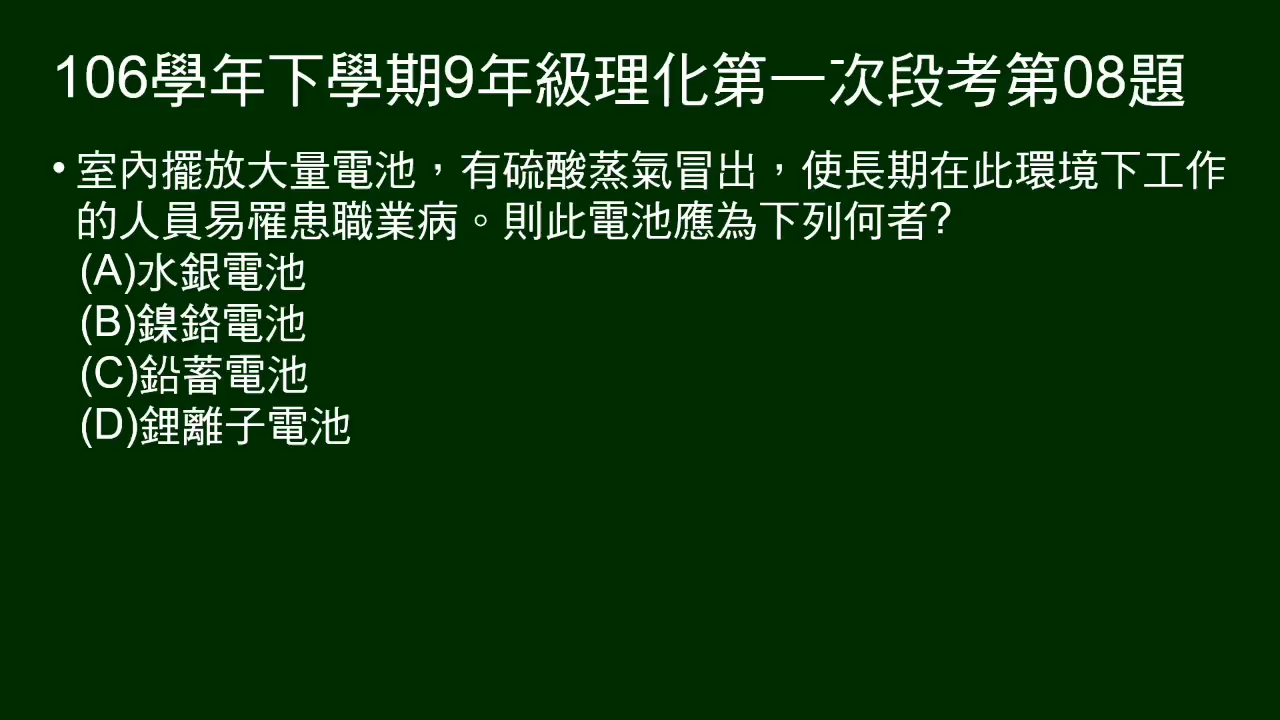 106學年下學期9年級理化第一次段考第08題
• 室內擺放大量電池，有硫酸蒸氣冒出，使長期在此環境下工作
的人員易罹患職業病。則此電池應為下列何者?
(A)水銀電池
(B)鎳鉻電池
(C)鉛蓄電池
(D)鋰離子電池